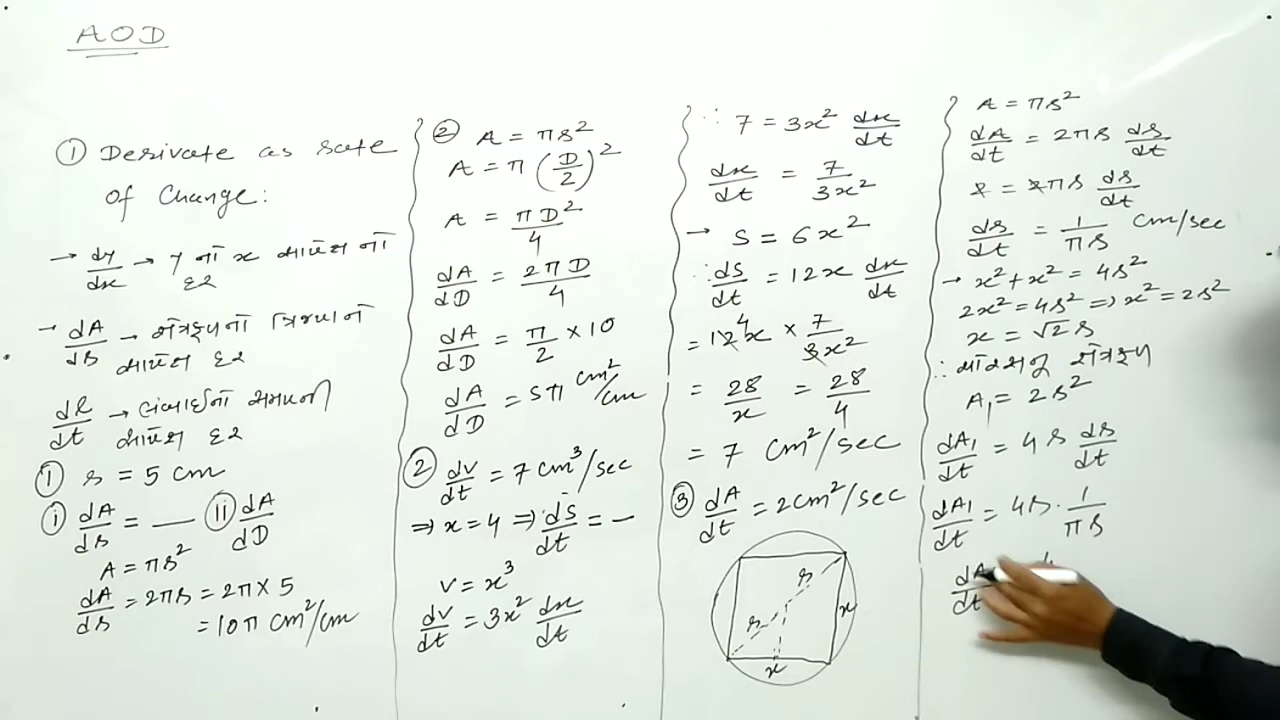 AOD
① Derivate as rate
of Change:
→ dy/dx → y નો x સાપેક્ષ નો
દર
→ dA/dr → ક્ષેત્રફળનો ત્રિજ્યાને
સાપેક્ષ દર
dl/dt → લંબાઈનો સમયની
સાપેક્ષ દર
① r = 5 cm
ⓘ dA/dr = — ⓘⓘ dA/dD
A = πr²
dA/dr = 2πr = 2π × 5
= 10π cm²/cm
② A = πr²
A = π (D/2)²
A = πD²/4
dA/dD = 2πD/4
dA/dD = π/2 × 10
dA/dD = 5π cm²/cm
② dv/dt = 7 cm³/sec
⇒ x = 4 ⇒ ds/dt = —
V = x³
dv/dt = 3x² dx/dt
∴ 7 = 3x² dx/dt
dx/dt = 7/3x²
→ S = 6x²
∴ dS/dt = 12x dx/dt
= 12 4 x × 7/3x²
= 28/x = 28/4
= 7 cm²/sec
③ dA/dt = 2cm²/sec
r
x
r
x
A = πr²
dA/dt = 2πr dr/dt
2 = 2πr dr/dt
dr/dt = 1/πr cm/sec
→ x² + x² = 4r²
2x² = 4r² ⇒ x² = 2r²
x = √2 r
∴ ચોરસનું ક્ષેત્રફળ
A₁ = 2r²
dA₁/dt = 4r dr/dt
dA₁/dt = 4r · 1/πr